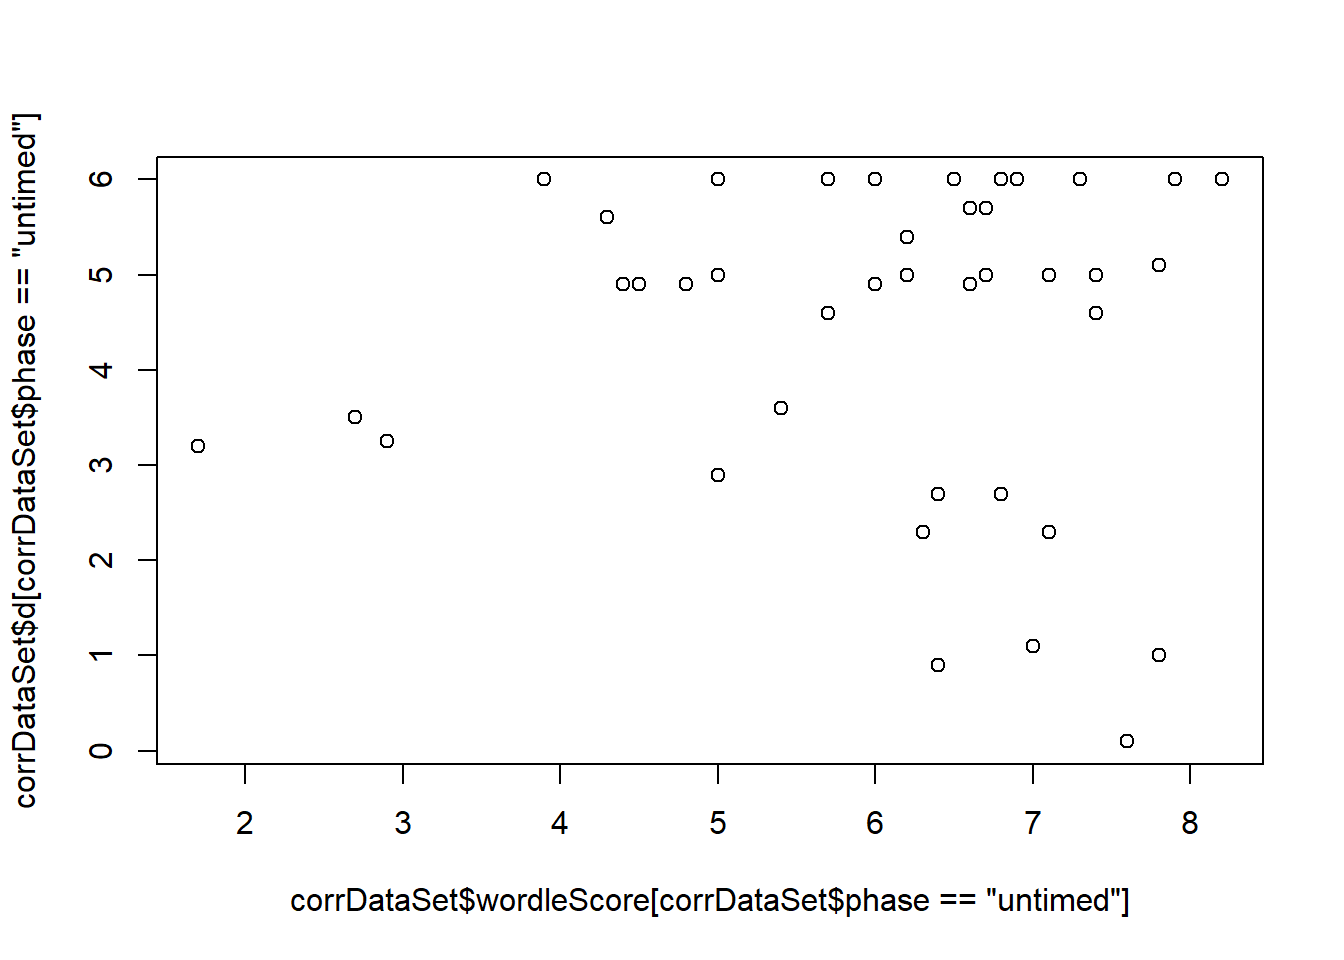 corrDataSet$d[corrDataSet$phase == "untimed"]
6
5
4
3
2
1
0
2 3 4 5 6 7 8
corrDataSet$wordleScore[corrDataSet$phase == "untimed"]